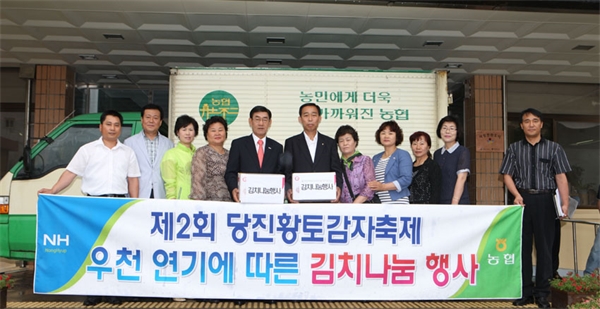 농협
농민에게 더욱
가까워진 농협
김치나눔행사
김치나눔행사
NH
제2회 당진황토감자축제
우천 연기에 따른 김치나눔 행사
농협